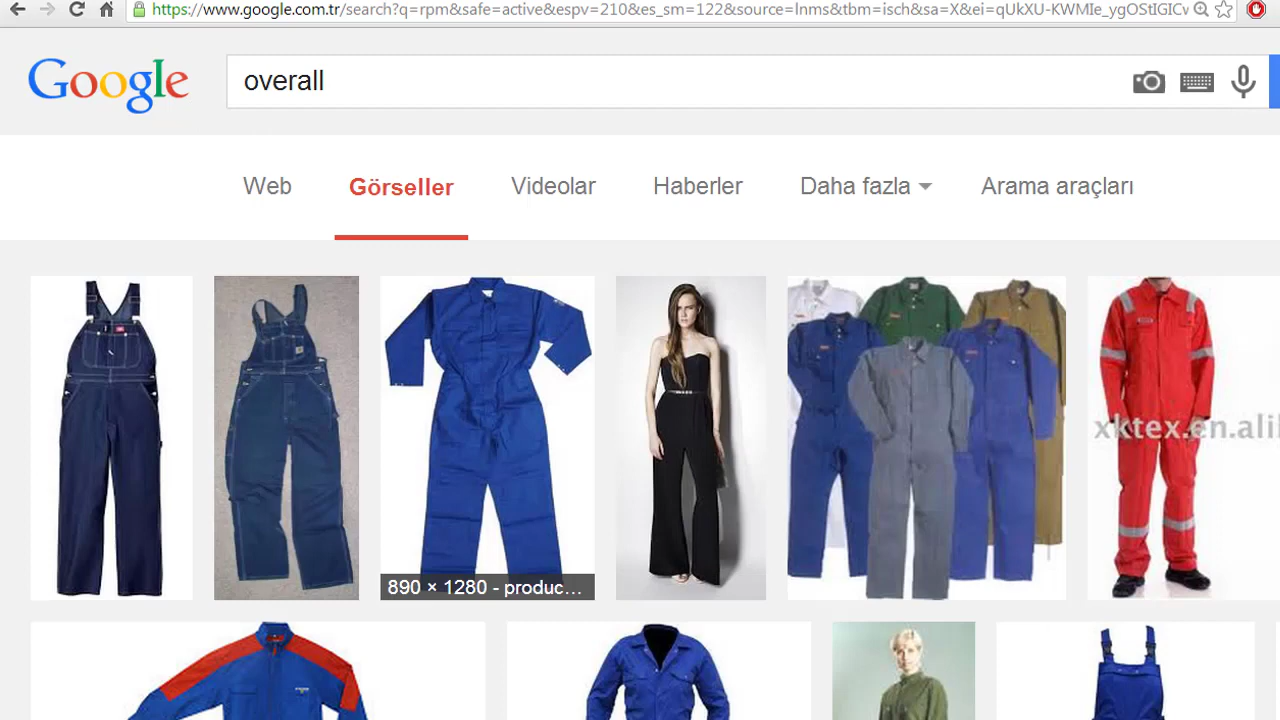 https://www.google.com.tr/search?q=rpm&safe=active&espv=210&es_sm=122&source=lnms&tbm=isch&sa=X&ei=qUkXU-KWMIe_ygOStIGICv
Google
overall
Web Görseller Videolar Haberler Daha fazla Arama araçları
xktex.en.ali
890 × 1280 - produc...